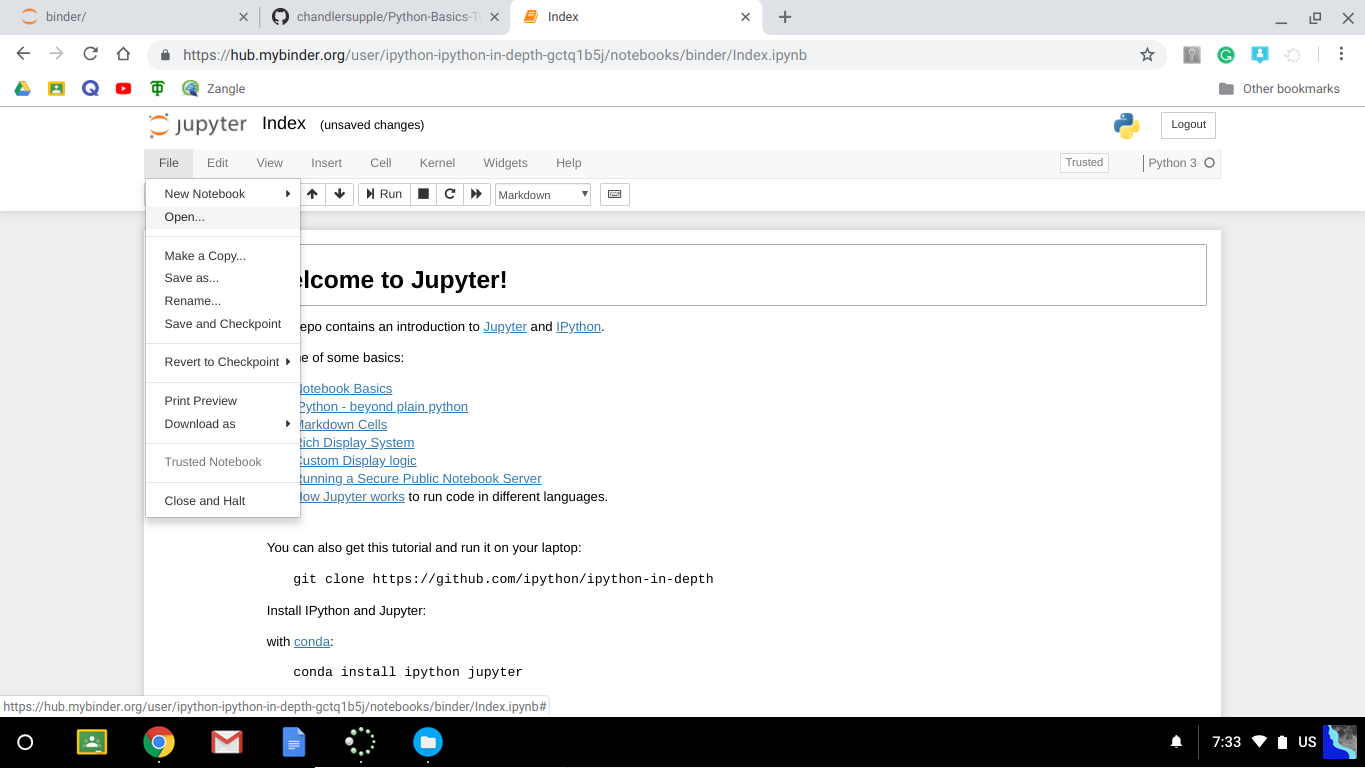 binder/
chandlersupple/Python-Basics-T
Index
https://hub.mybinder.org/user/ipython-ipython-in-depth-gctq1b5j/notebooks/binder/Index.ipynb
Zangle
Other bookmarks
jupyter Index (unsaved changes)
Logout
File Edit View Insert Cell Kernel Widgets Help
Trusted
Python 3
New Notebook
Open...
Make a Copy...
Save as...
Rename...
Save and Checkpoint
Revert to Checkpoint
Print Preview
Download as
Trusted Notebook
Close and Halt
Run
Markdown
elcome to Jupyter!
epo contains an introduction to Jupyter and IPython.
e of some basics:
Notebook Basics
IPython - beyond plain python
Markdown Cells
Rich Display System
Custom Display logic
Running a Secure Public Notebook Server
How Jupyter works to run code in different languages.
You can also get this tutorial and run it on your laptop:
git clone https://github.com/ipython/ipython-in-depth
Install IPython and Jupyter:
with conda:
conda install ipython jupyter
https://hub.mybinder.org/user/ipython-ipython-in-depth-gctq1b5j/notebooks/binder/Index.ipynb#
7:33
US